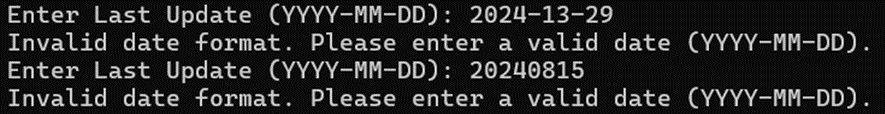 Enter Last Update (YYYY-MM-DD): 2024-13-29
Invalid date format. Please enter a valid date (YYYY-MM-DD).
Enter Last Update (YYYY-MM-DD): 20240815
Invalid date format. Please enter a valid date (YYYY-MM-DD).